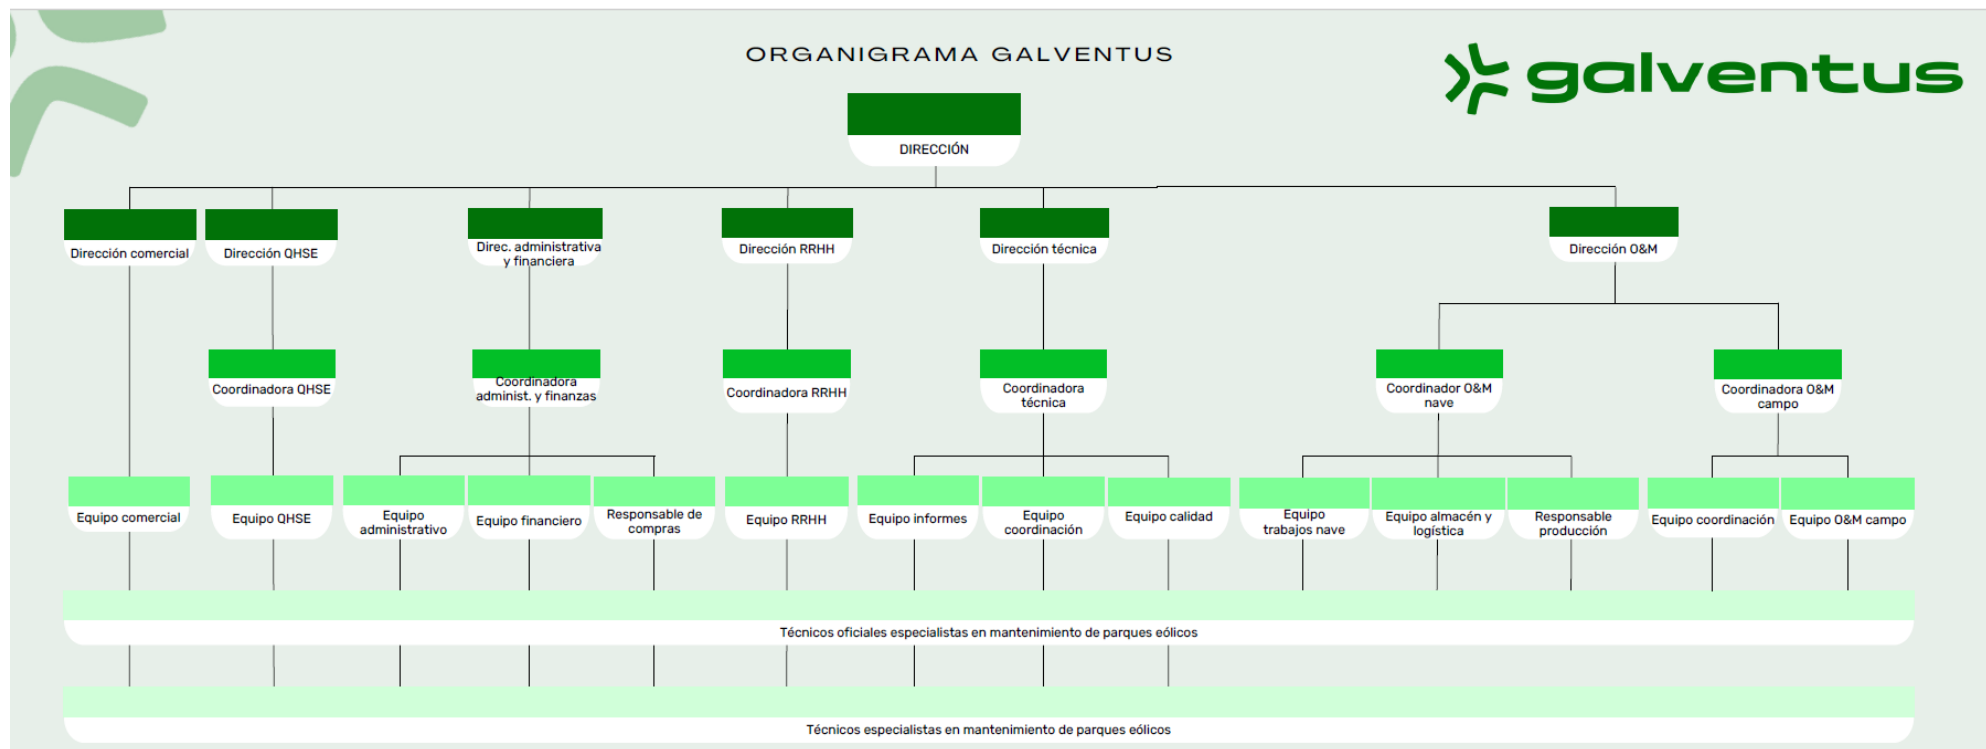 ORGANIGRAMA GALVENTUS
galventus
DIRECCIÓN
Dirección comercial
Dirección QHSE
Direc. administrativa
y financiera
Dirección RRHH
Dirección técnica
Dirección O&M
Coordinadora QHSE
Coordinadora
administ. y finanzas
Coordinadora RRHH
Coordinadora
técnica
Coordinador O&M
nave
Coordinadora O&M
campo
Equipo comercial
Equipo QHSE
Equipo
administrativo
Equipo financiero
Responsable de
compras
Equipo RRHH
Equipo informes
Equipo
coordinación
Equipo calidad
Equipo
trabajos nave
Equipo almacén y
logística
Responsable
producción
Equipo coordinación
Equipo O&M campo
Técnicos oficiales especialistas en mantenimiento de parques eólicos
Técnicos especialistas en mantenimiento de parques eólicos